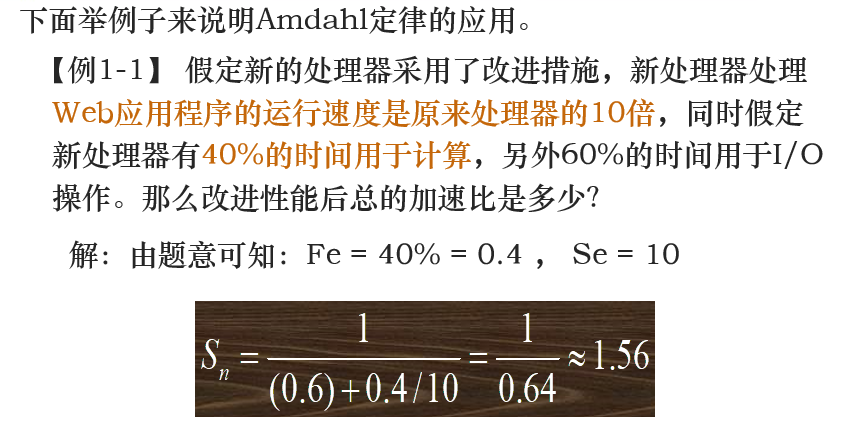 下面举例子来说明Amdahl定律的应用。
【例1-1】 假定新的处理器采用了改进措施，新处理器处理
Web应用程序的运行速度是原来处理器的10倍，同时假定
新处理器有40%的时间用于计算，另外60%的时间用于I/O
操作。那么改进性能后总的加速比是多少？
解：由题意可知：Fe = 40% = 0.4 ， Se = 10
Sn = 1/((0.6)+0.4/10) = 1/0.64 ≈1.56